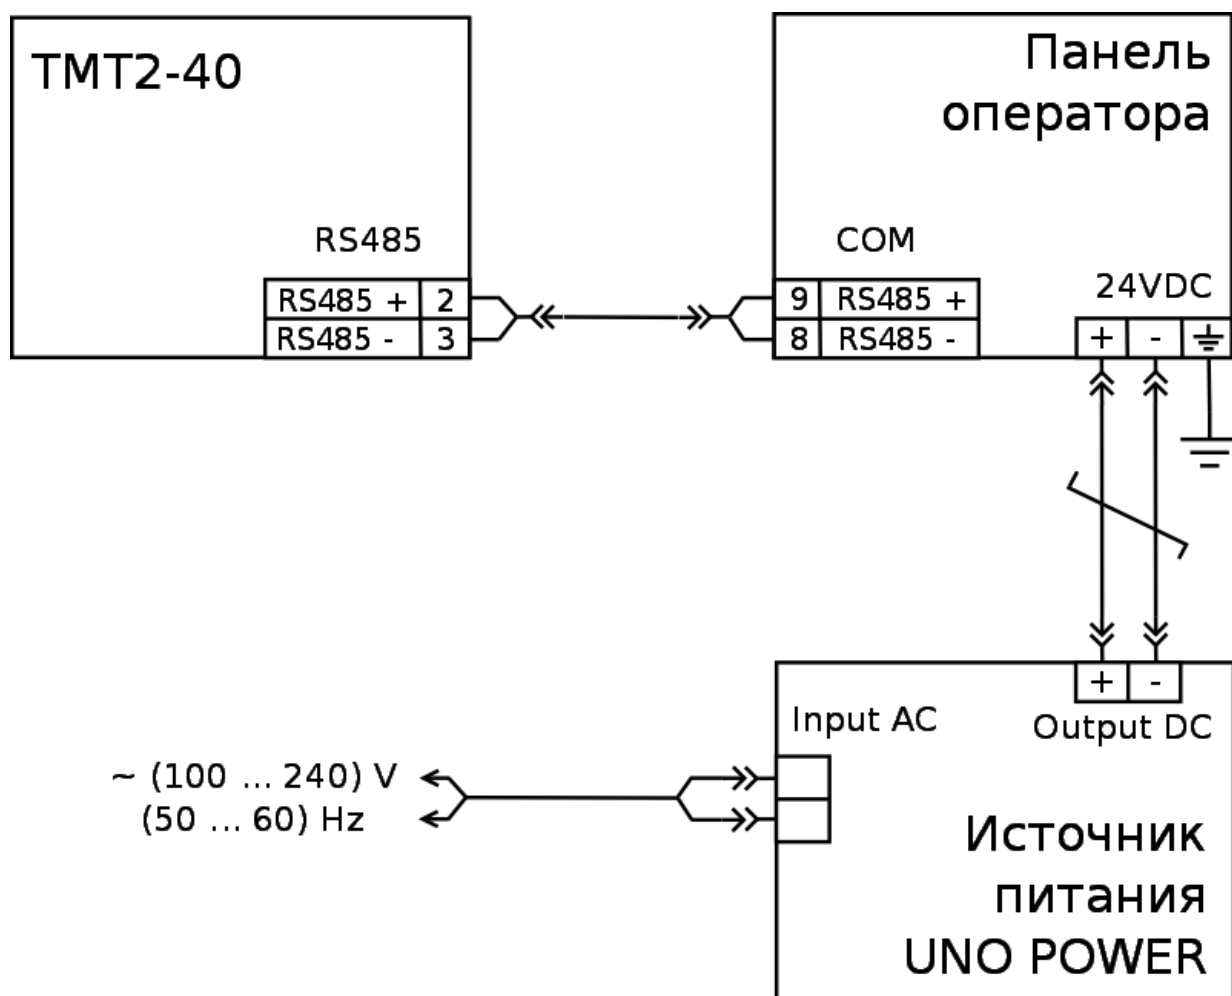 ТМТ2-40
Панель
оператора
RS485
COM
RS485 + 2
RS485 - 3
9 RS485 +
8 RS485 -
24VDC
+ -
+ -
Input AC
Output DC
~ (100 ... 240) V
(50 ... 60) Hz
Источник
питания
UNO POWER